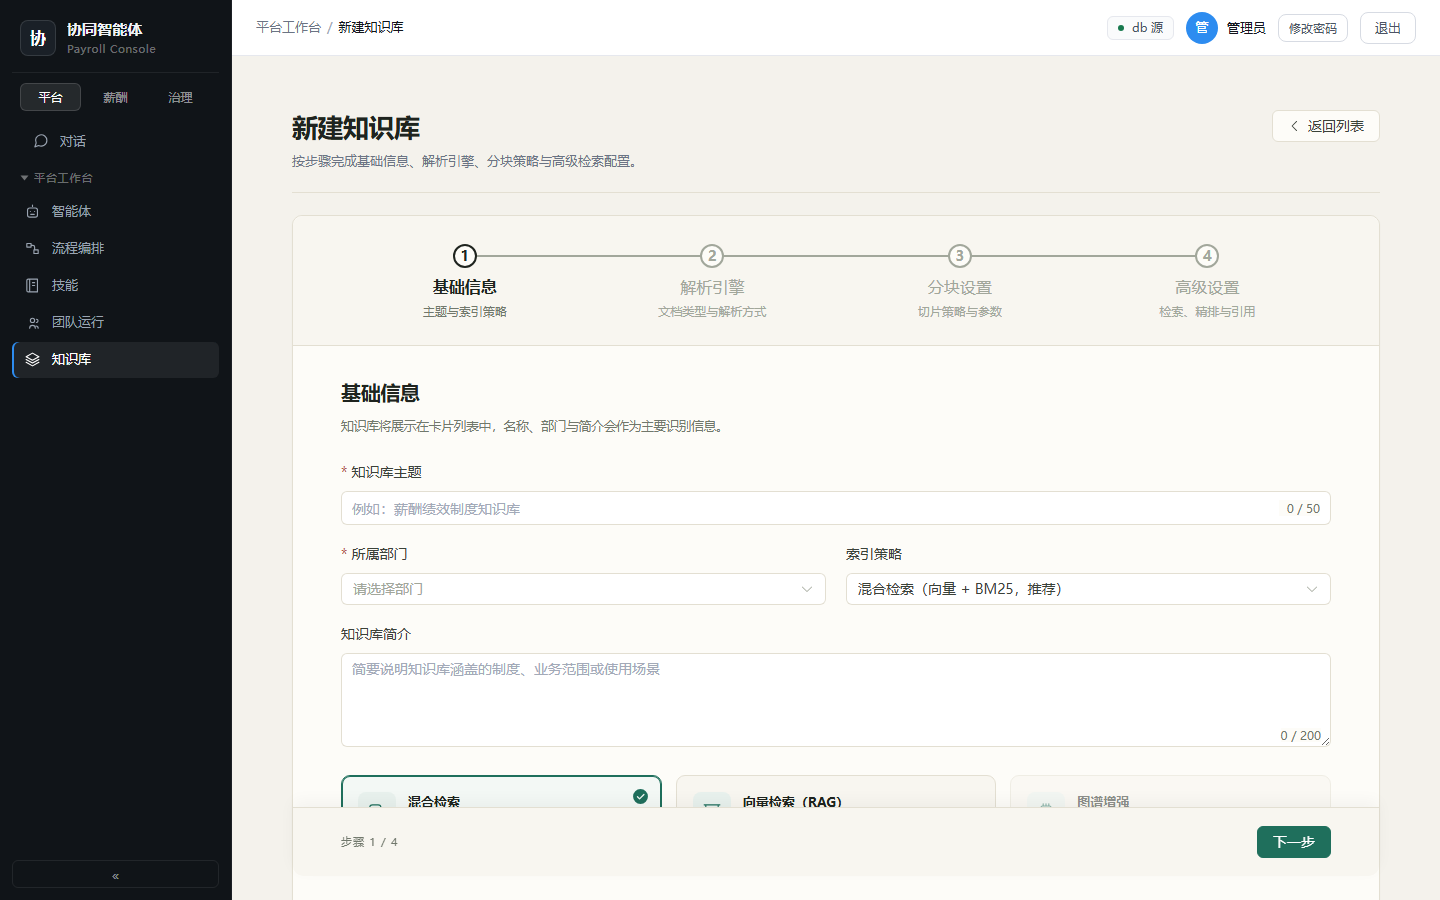 协
协同智能体
Payroll Console
平台
薪酬
治理
对话
平台工作台
智能体
流程编排
技能
团队运行
知识库
«
平台工作台 / 新建知识库
db 源
管
管理员
修改密码
退出
新建知识库
按步骤完成基础信息、解析引擎、分块策略与高级检索配置。
返回列表
1
基础信息
主题与索引策略
2
解析引擎
文档类型与解析方式
3
分块设置
切片策略与参数
4
高级设置
检索、精排与引用
基础信息
知识库将展示在卡片列表中，名称、部门与简介会作为主要识别信息。
* 知识库主题
例如：薪酬绩效制度知识库
0 / 50
* 所属部门
请选择部门
索引策略
混合检索（向量 + BM25，推荐）
知识库简介
简要说明知识库涵盖的制度、业务范围或使用场景
0 / 200
混合检索
向量检索（RAG）
图谱增强
步骤 1 / 4
下一步